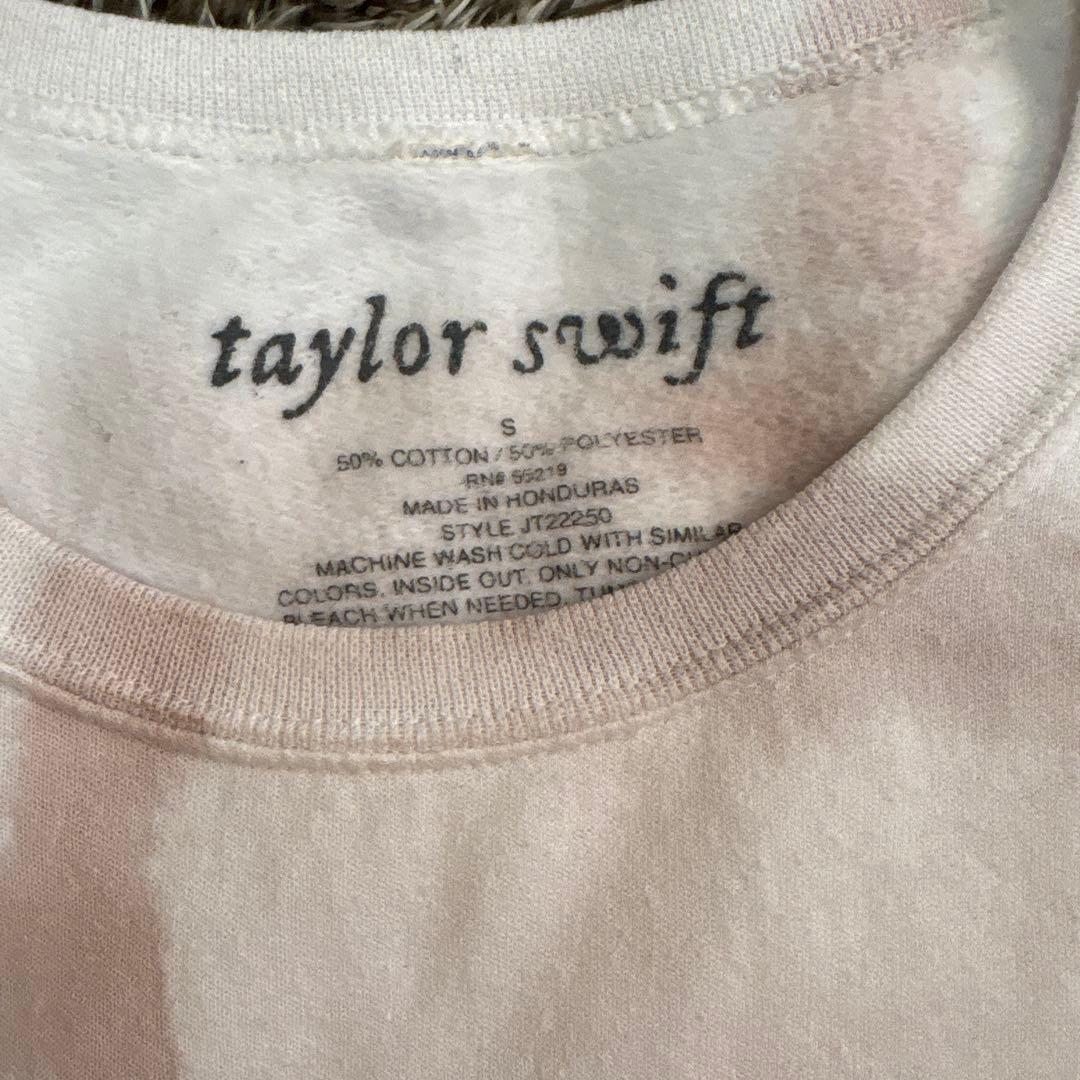 taylor swift
S
50% COTTON / 50% POLYESTER
RN# 55219
MADE IN HONDURAS
STYLE JT22250
MACHINE WASH COLD WITH SIMILAR
COLORS. INSIDE OUT. ONLY
BLEACH WHEN NEEDED.